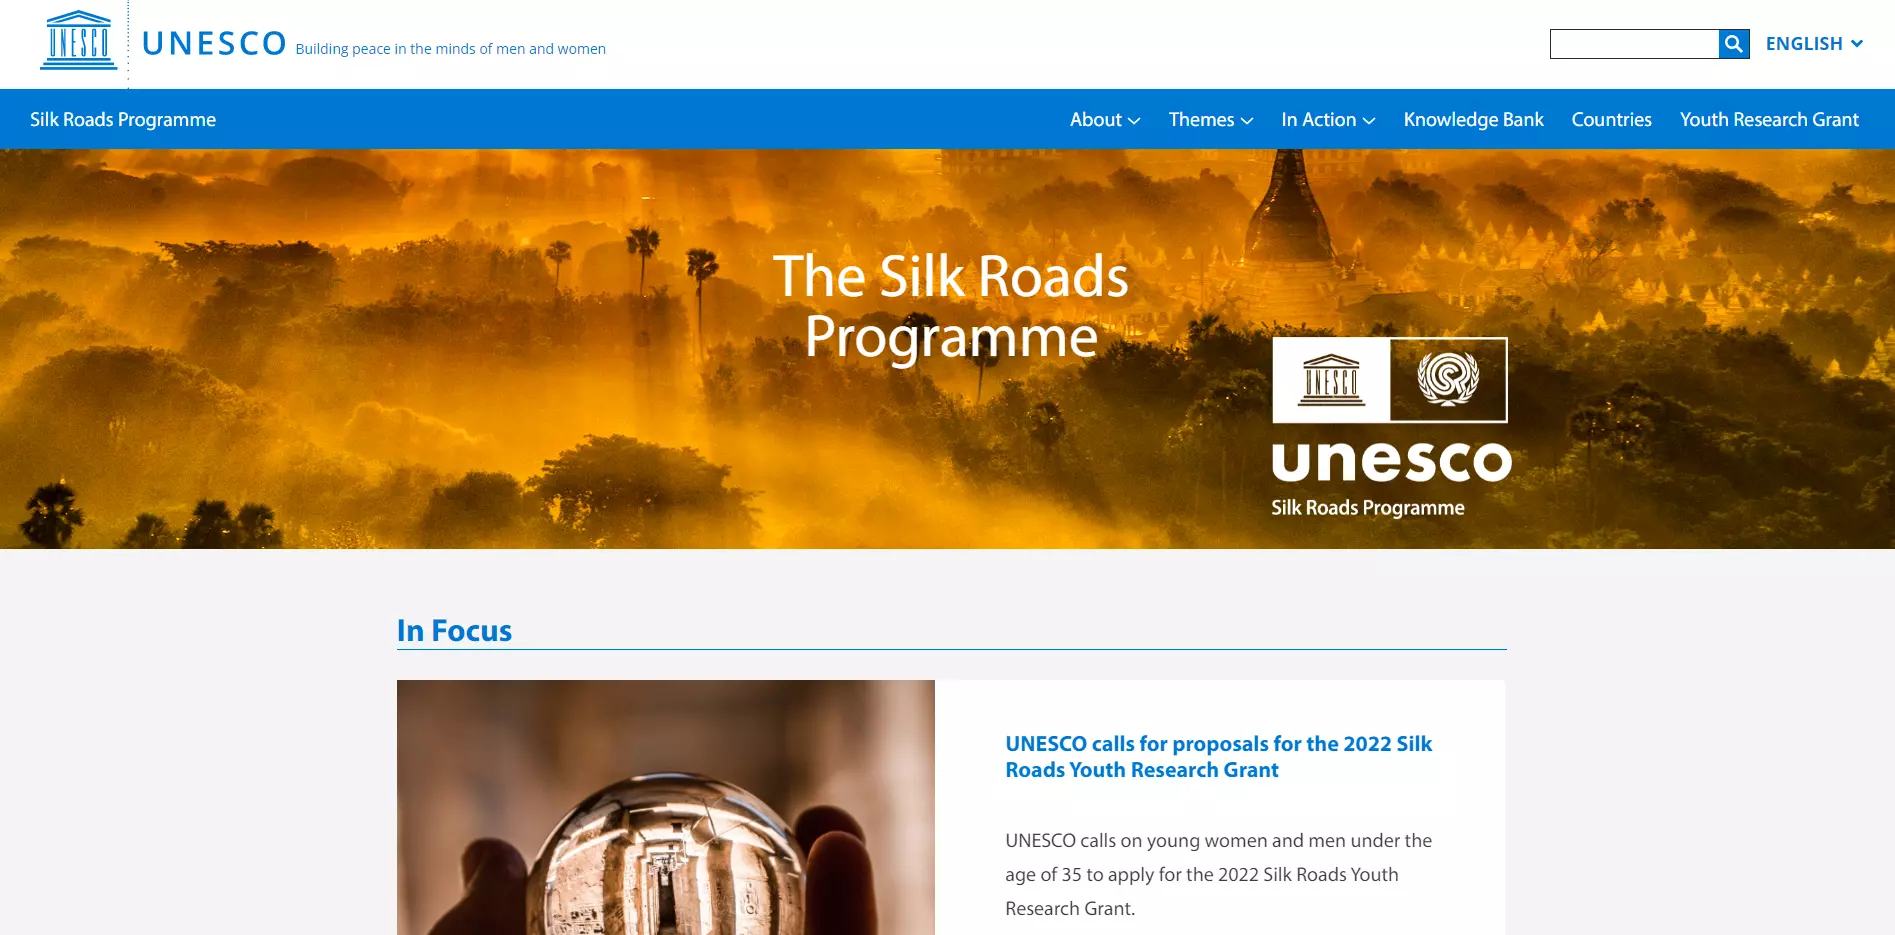 UNESCO
UNESCO Building peace in the minds of men and women
ENGLISH
Silk Roads Programme
About
Themes
In Action
Knowledge Bank
Countries
Youth Research Grant
The Silk Roads
Programme
UNESCO
unesco
Silk Roads Programme
In Focus
UNESCO calls for proposals for the 2022 Silk
Roads Youth Research Grant
UNESCO calls on young women and men under the
age of 35 to apply for the 2022 Silk Roads Youth
Research Grant.